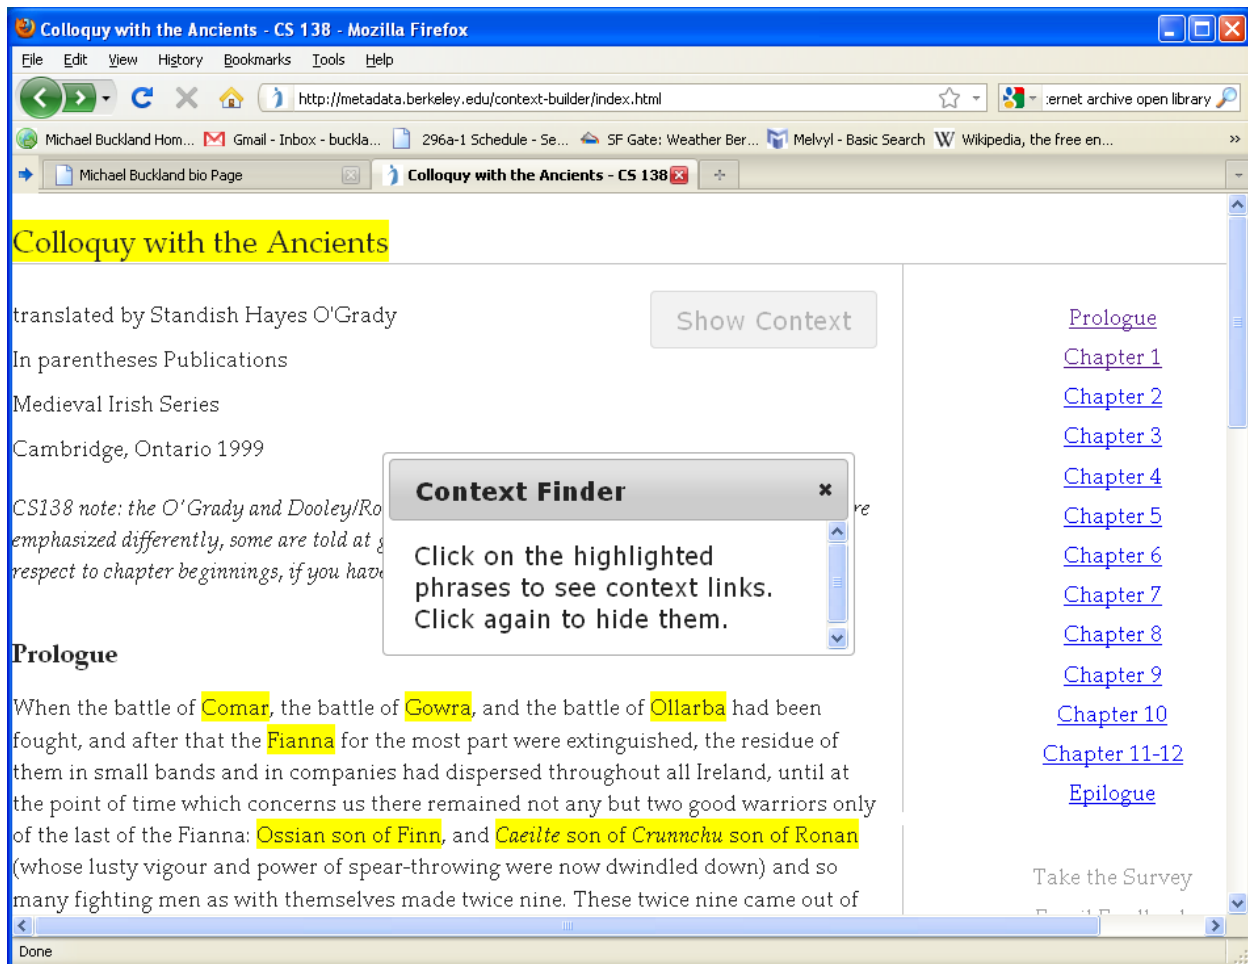 Colloquy with the Ancients - CS 138 - Mozilla Firefox
File Edit View History Bookmarks Tools Help
http://metadata.berkeley.edu/context-builder/index.html
:ernet archive open library
Michael Buckland Hom... Gmail - Inbox - buckla... 296a-1 Schedule - Se... SF Gate: Weather Ber... Melvyl - Basic Search Wikipedia, the free en... »
Michael Buckland bio Page
Colloquy with the Ancients - CS 138
Colloquy with the Ancients
translated by Standish Hayes O'Grady
In parentheses Publications
Medieval Irish Series
Cambridge, Ontario 1999
CS138 note: the O'Grady and Dooley/Ro re
emphasized differently, some are told at g
respect to chapter beginnings, if you have
Show Context
Context Finder
Click on the highlighted
phrases to see context links.
Click again to hide them.
Prologue
When the battle of Comar, the battle of Gowra, and the battle of Ollarba had been
fought, and after that the Fianna for the most part were extinguished, the residue of
them in small bands and in companies had dispersed throughout all Ireland, until at
the point of time which concerns us there remained not any but two good warriors only
of the last of the Fianna: Ossian son of Finn, and Caeilte son of Crunnchu son of Ronan
(whose lusty vigour and power of spear-throwing were now dwindled down) and so
many fighting men as with themselves made twice nine. These twice nine came out of
Prologue
Chapter 1
Chapter 2
Chapter 3
Chapter 4
Chapter 5
Chapter 6
Chapter 7
Chapter 8
Chapter 9
Chapter 10
Chapter 11-12
Epilogue
Take the Survey
Done